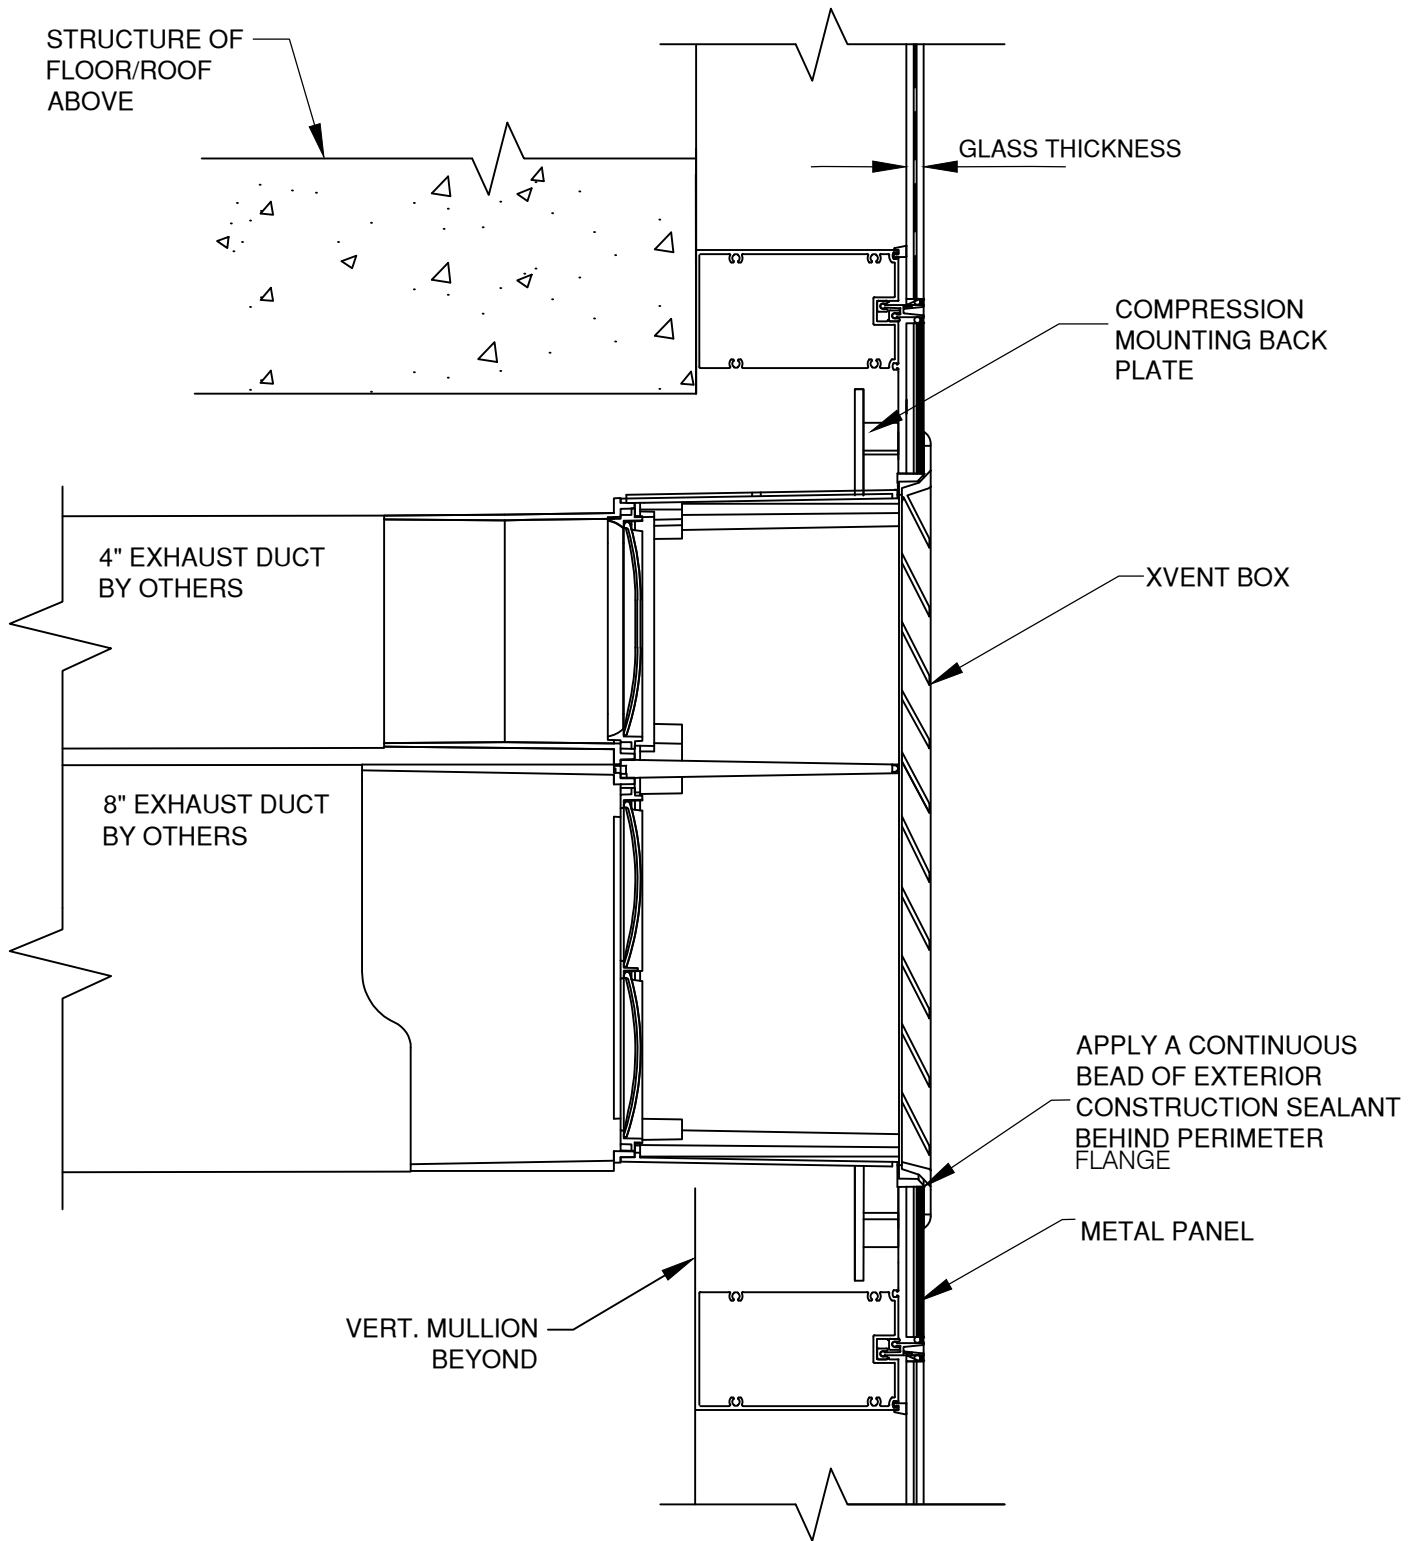 STRUCTURE OF
FLOOR/ROOF
ABOVE
GLASS THICKNESS
COMPRESSION
MOUNTING BACK
PLATE
4" EXHAUST DUCT
BY OTHERS
XVENT BOX
8" EXHAUST DUCT
BY OTHERS
APPLY A CONTINUOUS
BEAD OF EXTERIOR
CONSTRUCTION SEALANT
BEHIND PERIMETER
FLANGE
METAL PANEL
VERT. MULLION
BEYOND